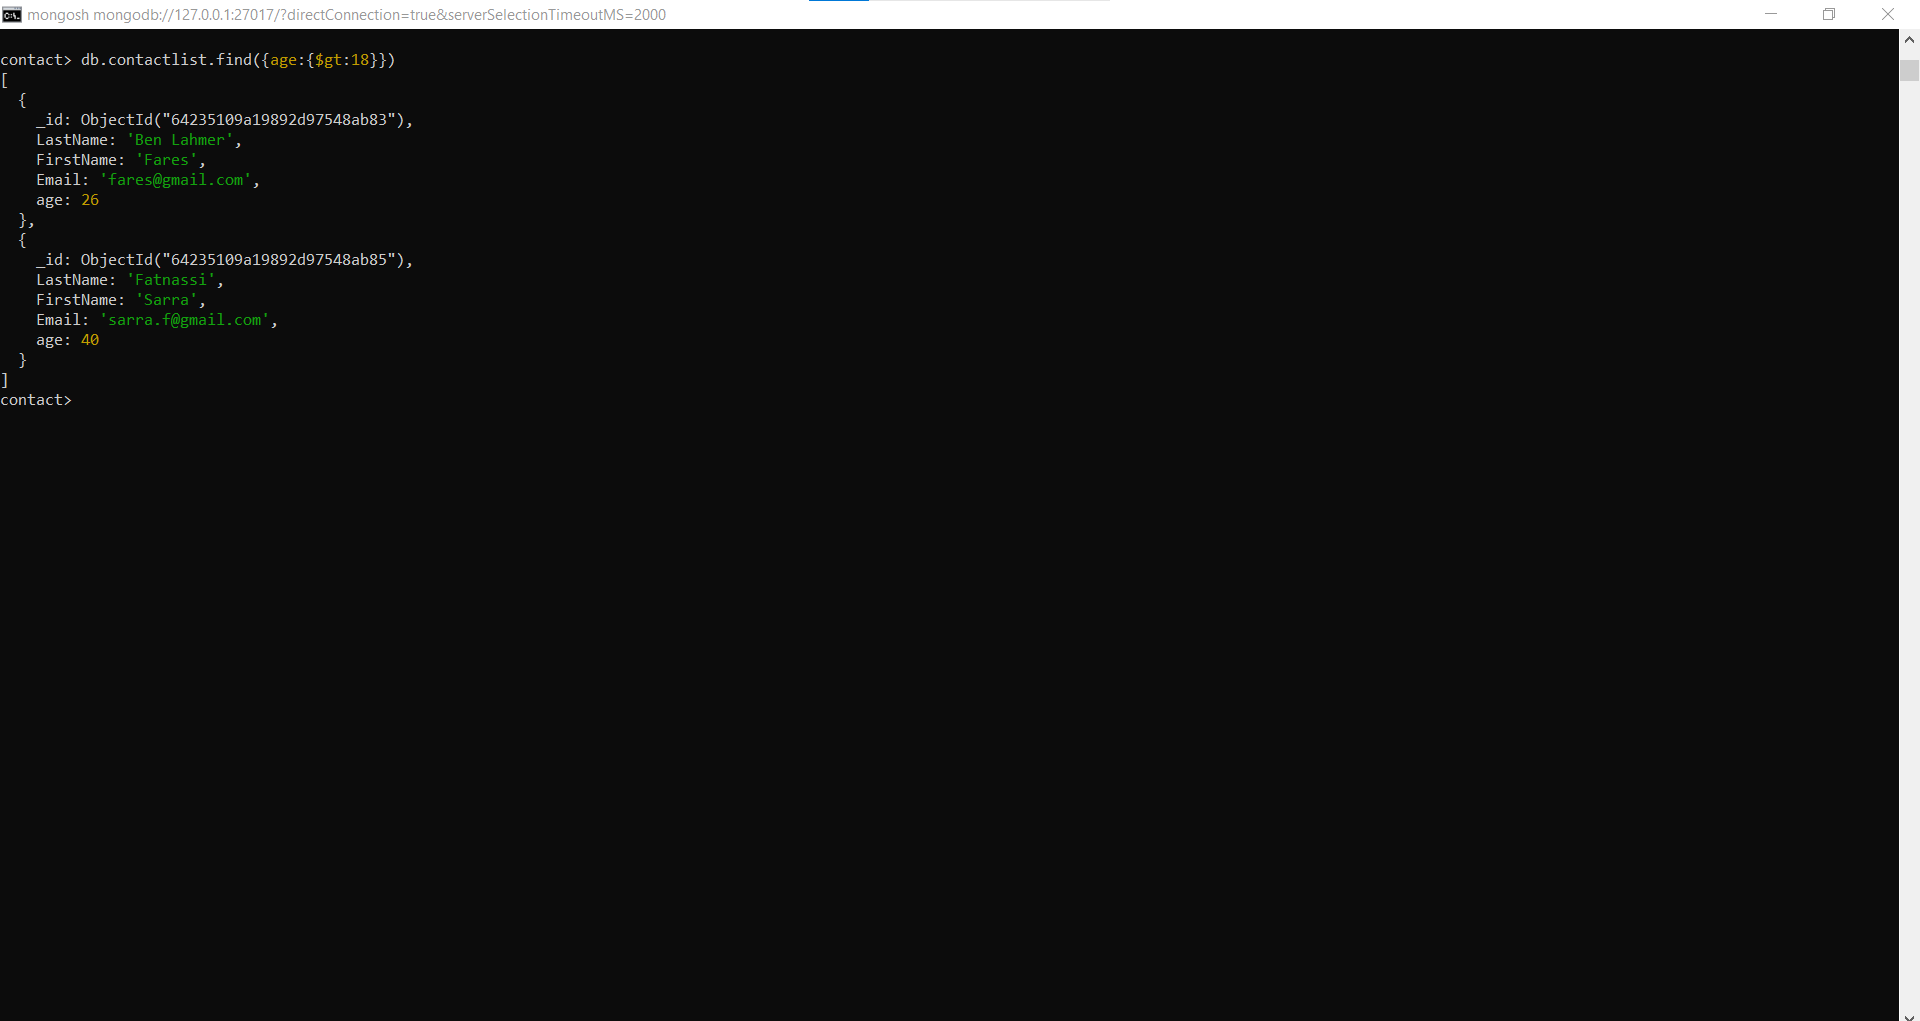 mongosh mongodb://127.0.0.1:27017/?directConnection=true&serverSelectionTimeoutMS=2000
contact> db.contactlist.find({age:{$gt:18}})
[
  {
    _id: ObjectId("64235109a19892d97548ab83"),
    LastName: 'Ben Lahmer',
    FirstName: 'Fares',
    Email: 'fares@gmail.com',
    age: 26
  },
  {
    _id: ObjectId("64235109a19892d97548ab85"),
    LastName: 'Fatnassi',
    FirstName: 'Sarra',
    Email: 'sarra.f@gmail.com',
    age: 40
  }
]
contact>